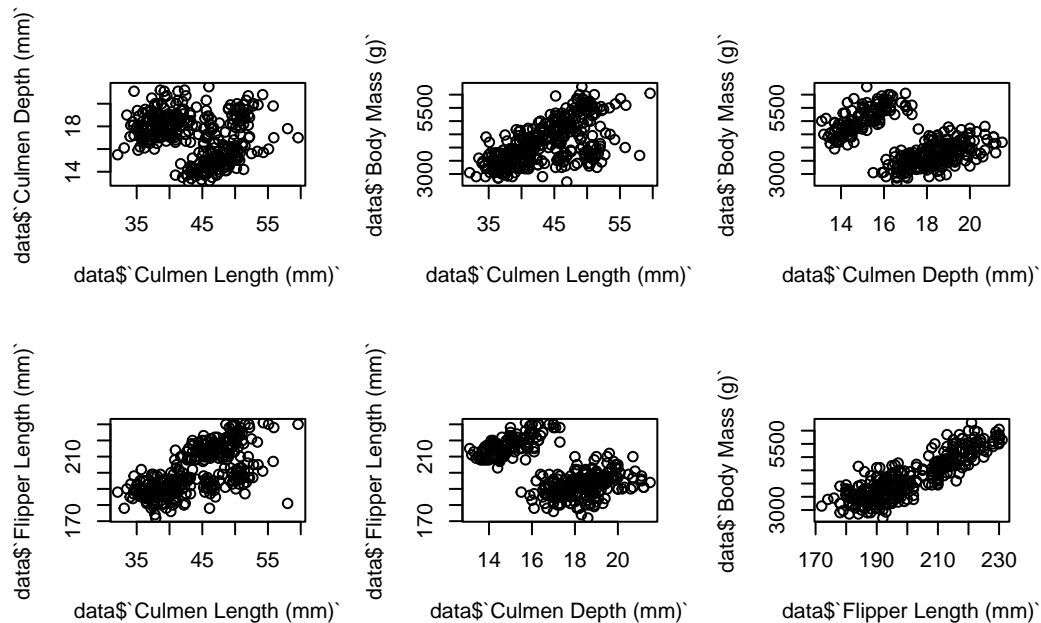 data$`Culmen Depth (mm)`
14 18
35 45 55
data$`Culmen Length (mm)`
data$`Body Mass (g)`
3000 5500
35 45 55
data$`Culmen Length (mm)`
data$`Body Mass (g)`
3000 5500
14 16 18 20
data$`Culmen Depth (mm)`
data$`Flipper Length (mm)`
170 210
35 45 55
data$`Culmen Length (mm)`
data$`Flipper Length (mm)`
170 210
14 16 18 20
data$`Culmen Depth (mm)`
data$`Body Mass (g)`
3000 5500
170 190 210 230
data$`Flipper Length (mm)`